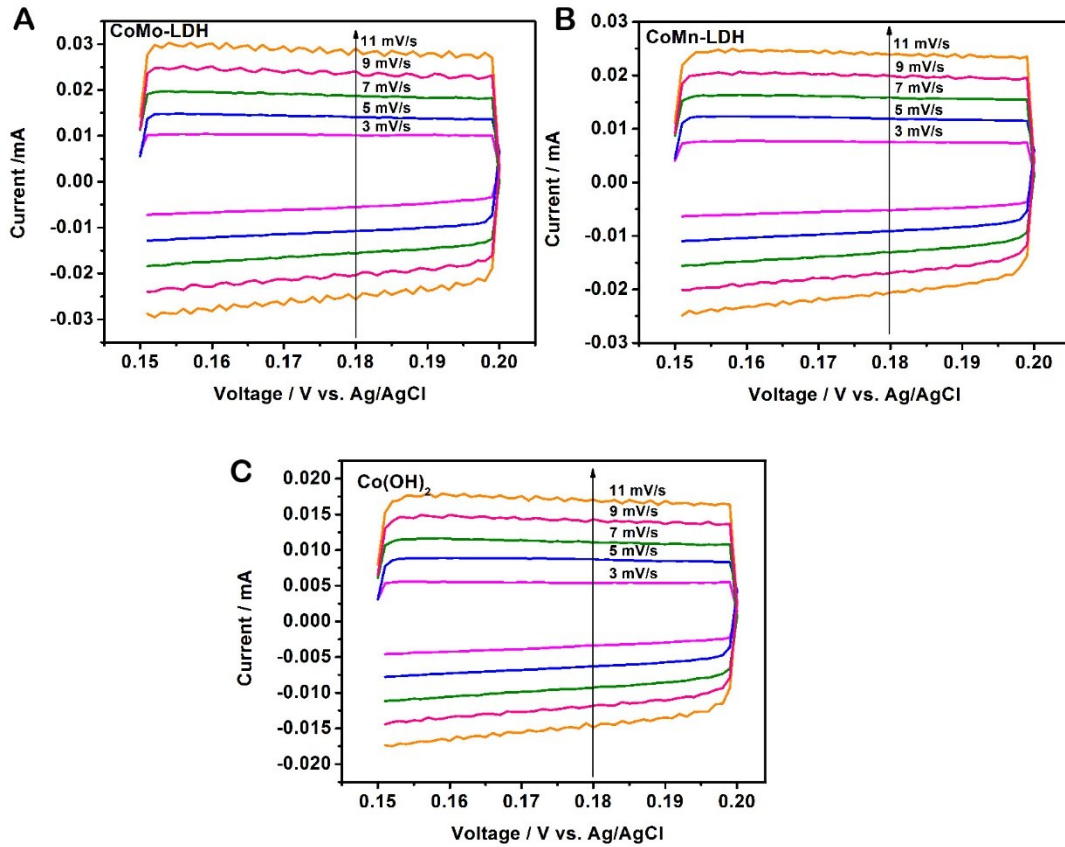 A
CoMo-LDH
11 mV/s
9 mV/s
7 mV/s
5 mV/s
3 mV/s
0.03
0.02
0.01
0.00
-0.01
-0.02
-0.03
Current /mA
0.15 0.16 0.17 0.18 0.19 0.20
Voltage / V vs. Ag/AgCl
B
CoMn-LDH
11 mV/s
9 mV/s
7 mV/s
5 mV/s
3 mV/s
0.03
0.02
0.01
0.00
-0.01
-0.02
-0.03
Current / mA
0.15 0.16 0.17 0.18 0.19 0.20
Voltage / V vs. Ag/AgCl
C
Co(OH)2
11 mV/s
9 mV/s
7 mV/s
5 mV/s
3 mV/s
0.020
0.015
0.010
0.005
0.000
-0.005
-0.010
-0.015
-0.020
Current / mA
0.15 0.16 0.17 0.18 0.19 0.20
Voltage / V vs. Ag/AgCl